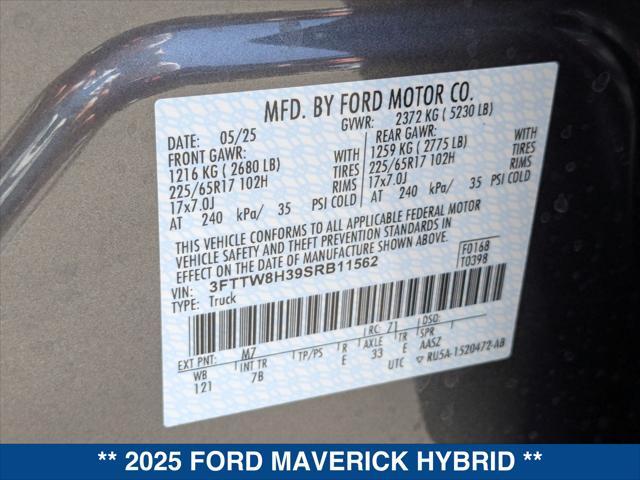 MFD. BY FORD MOTOR CO.
DATE: 05/25 GVWR: 2372 KG ( 5230 LB)
FRONT GAWR: REAR GAWR:
1216 KG ( 2680 LB) WITH 1259 KG ( 2775 LB) WITH
225/65R17 102H TIRES 225/65R17 102H TIRES
17x7.0J RIMS 17x7.0J RIMS
AT 240 kPa/ 35 PSI COLD AT 240 kPa/ 35 PSI COLD
THIS VEHICLE CONFORMS TO ALL APPLICABLE FEDERAL MOTOR
VEHICLE SAFETY AND THEFT PREVENTION STANDARDS IN
EFFECT ON THE DATE OF MANUFACTURE SHOWN ABOVE.
VIN: 3FTTW8H39SRB11562 F0168
TYPE: Truck T0398
EXT PNT: M7 RC: 71 DSO:
WB INT TR TP/PS R AXLE TR SPR
121 7B E 33 E AASZ
UTC RU5A-1520472-AB
** 2025 FORD MAVERICK HYBRID **